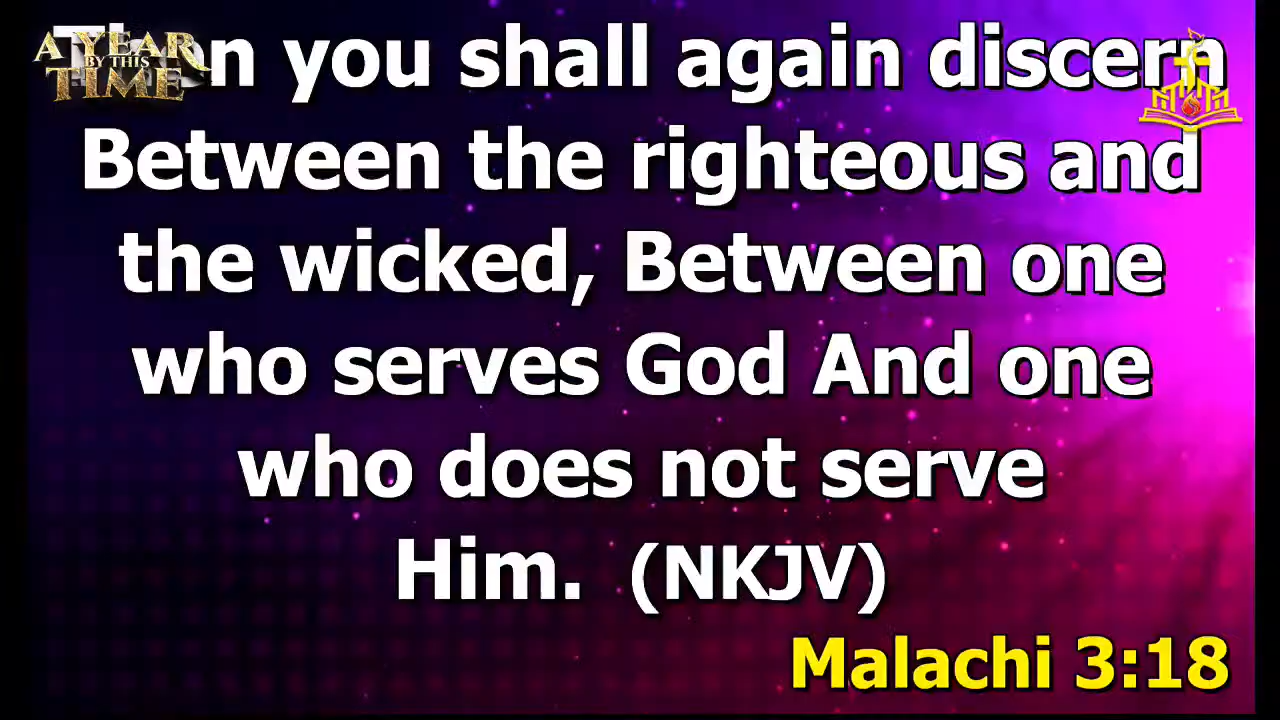 A YEAR
BY THIS
TIME
Then you shall again discern
Between the righteous and
the wicked, Between one
who serves God And one
who does not serve
Him. (NKJV)
Malachi 3:18